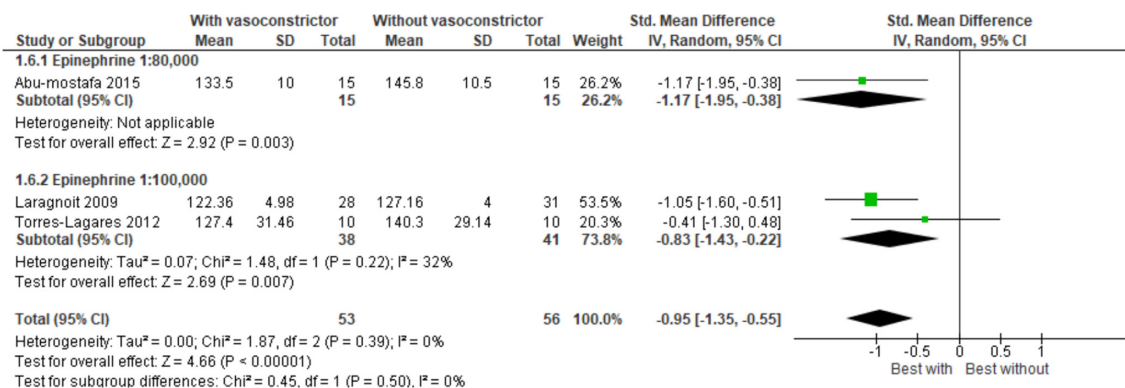 With vasoconstrictor Without vasoconstrictor Std. Mean Difference Std. Mean Difference
Study or Subgroup Mean SD Total Mean SD Total Weight IV, Random, 95% CI IV, Random, 95% CI
1.6.1 Epinephrine 1:80,000
Abu-mostafa 2015 133.5 10 15 145.8 10.5 15 26.2% -1.17 [-1.95, -0.38]
Subtotal (95% CI) 15 15 26.2% -1.17 [-1.95, -0.38]
Heterogeneity: Not applicable
Test for overall effect: Z = 2.92 (P = 0.003)
1.6.2 Epinephrine 1:100,000
Laragnoit 2009 122.36 4.98 28 127.16 4 31 53.5% -1.05 [-1.60, -0.51]
Torres-Lagares 2012 127.4 31.46 10 140.3 29.14 10 20.3% -0.41 [-1.30, 0.48]
Subtotal (95% CI) 38 41 73.8% -0.83 [-1.43, -0.22]
Heterogeneity: Tau² = 0.07; Chi² = 1.48, df = 1 (P = 0.22); I² = 32%
Test for overall effect: Z = 2.69 (P = 0.007)
Total (95% CI) 53 56 100.0% -0.95 [-1.35, -0.55]
Heterogeneity: Tau² = 0.00; Chi² = 1.87, df = 2 (P = 0.39); I² = 0%
Test for overall effect: Z = 4.66 (P < 0.00001)
Test for subgroup differences: Chi² = 0.45, df = 1 (P = 0.50), I² = 0%
-1 -0.5 0 0.5 1
Best with Best without